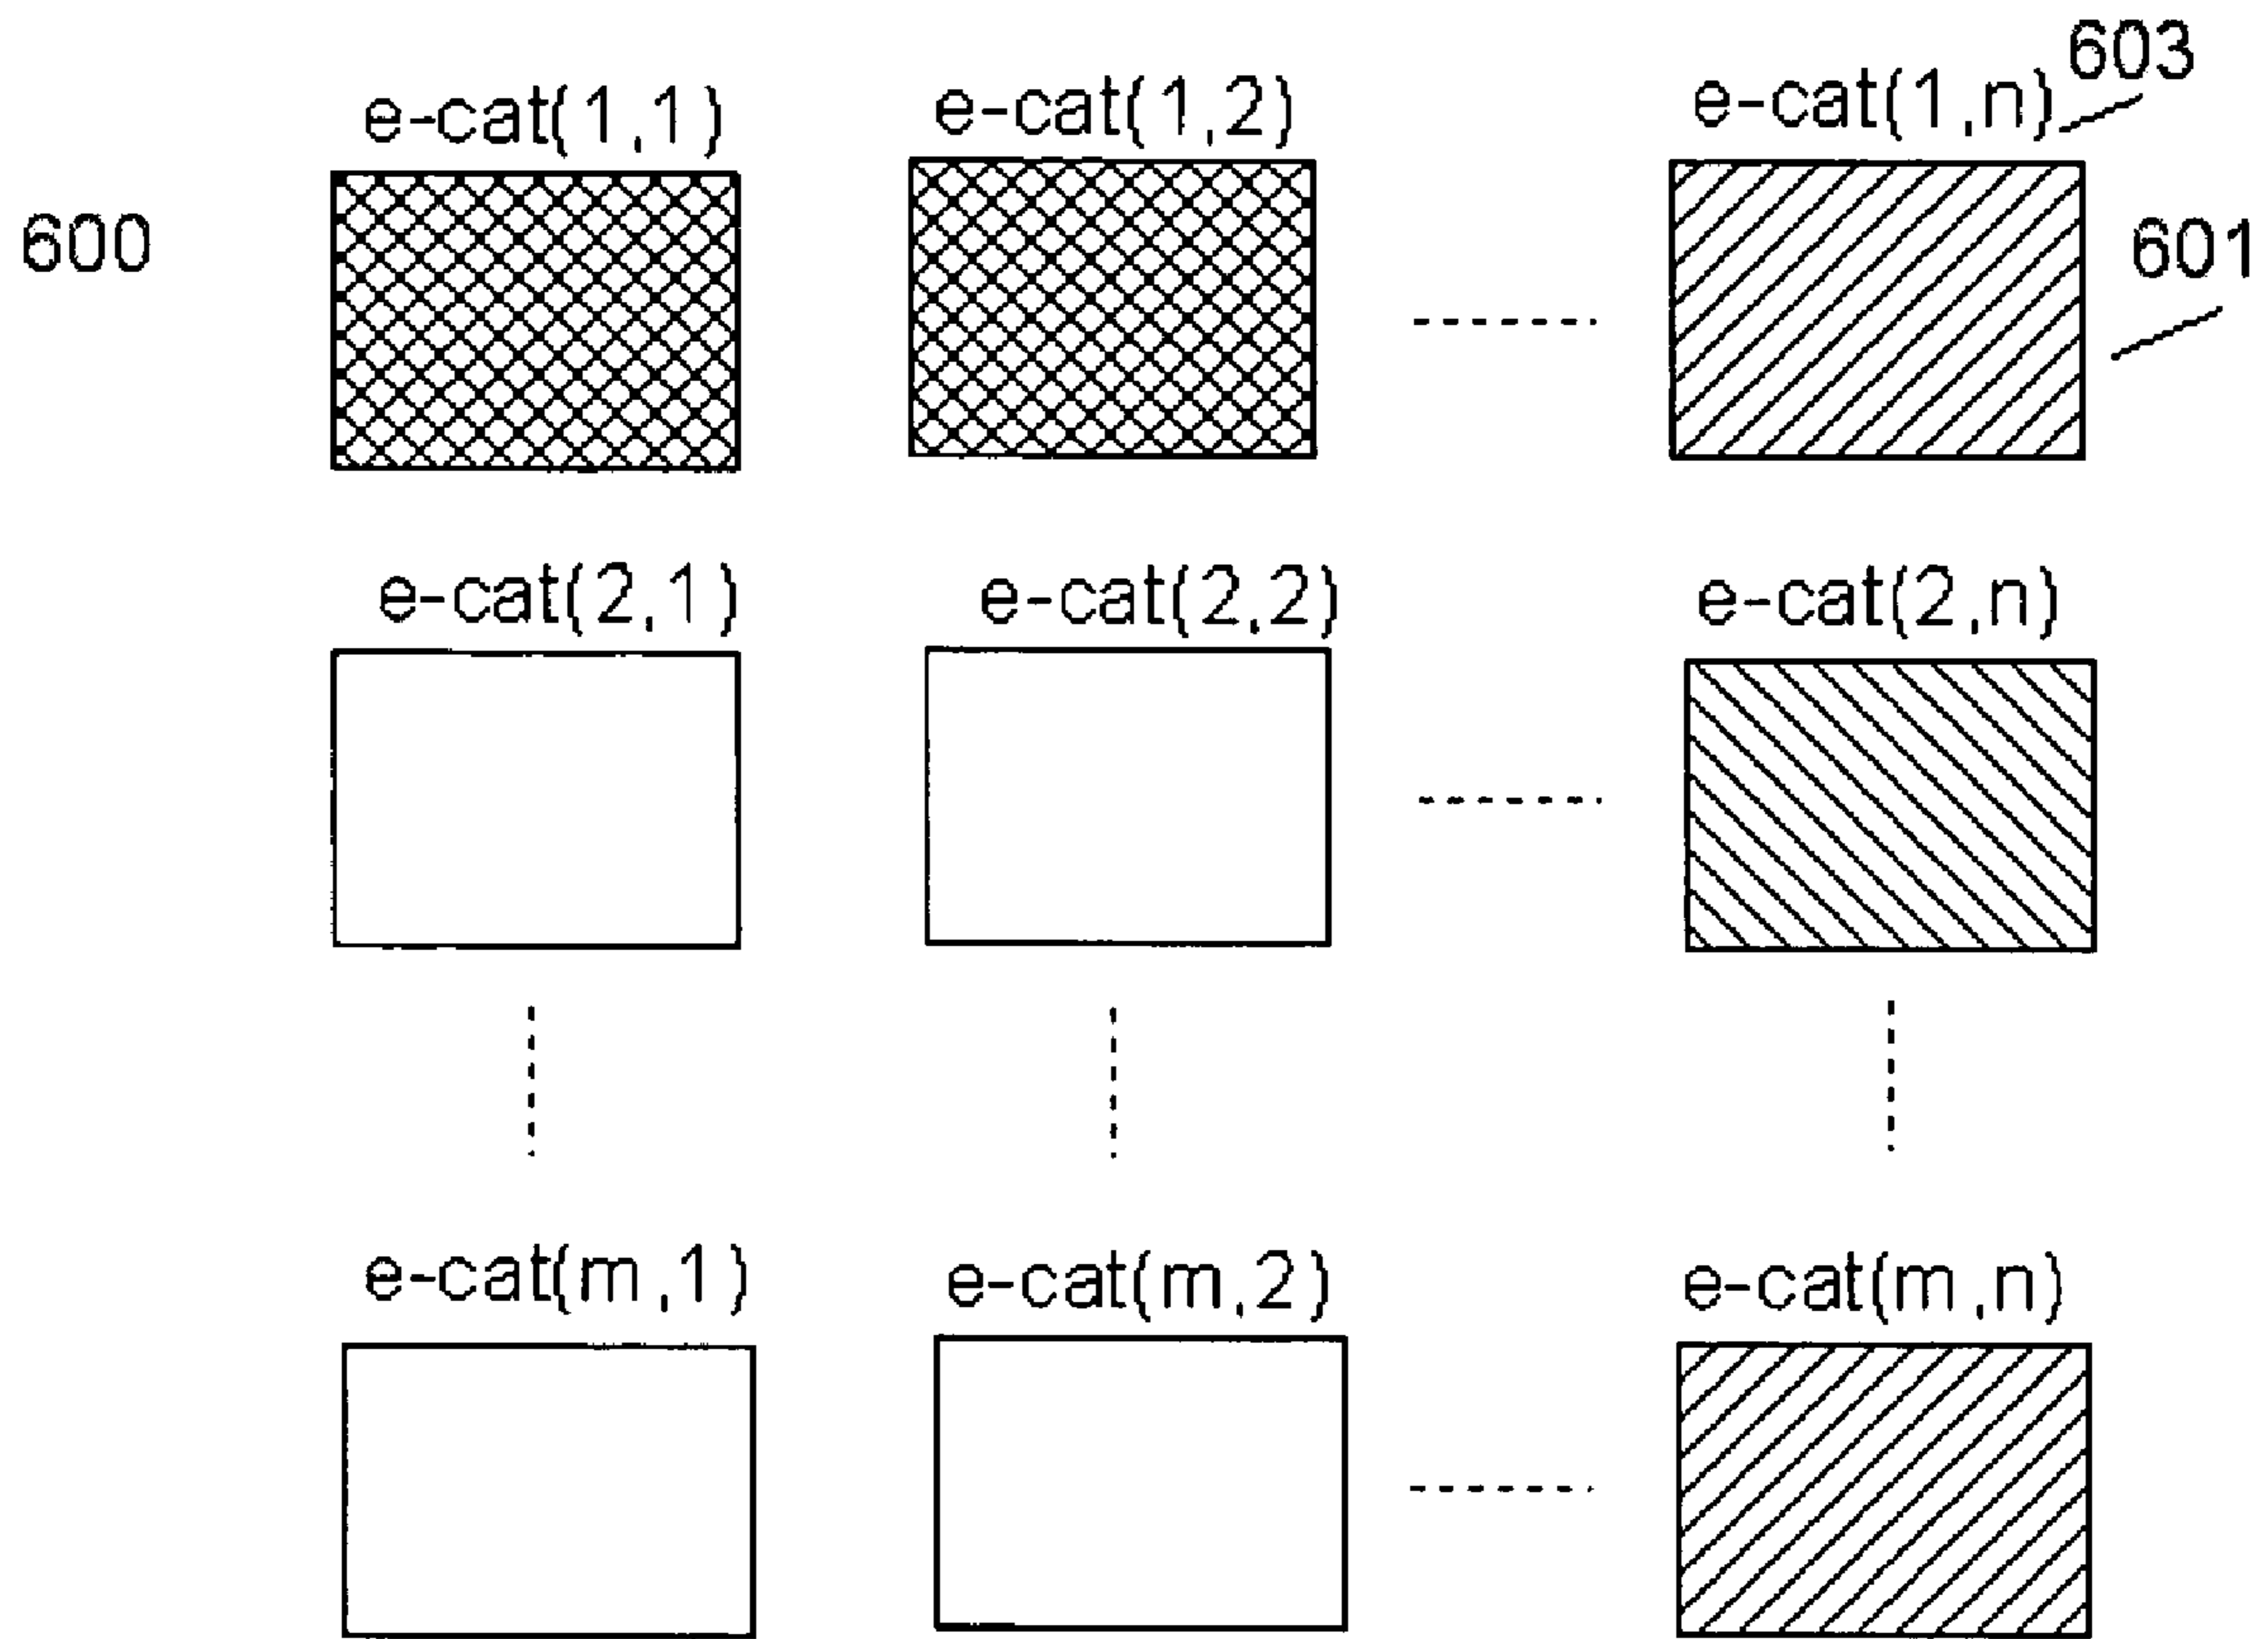 603
e-cat(1,1) e-cat(1,2) e-cat(1,n)
600
601
e-cat(2,1) e-cat(2,2) e-cat(2,n)
e-cat(m,1) e-cat(m,2) e-cat(m,n)